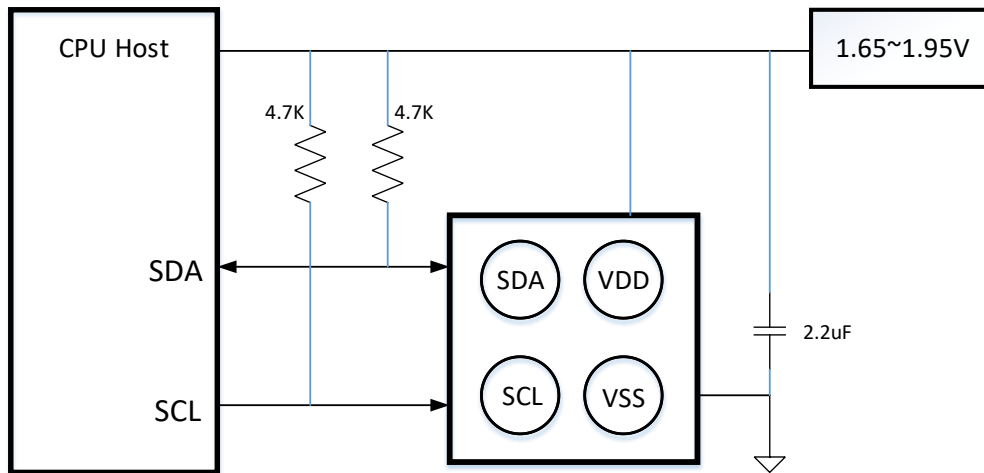 CPU Host
1.65~1.95V
4.7K
4.7K
SDA
SDA
VDD
2.2uF
SCL
SCL
VSS